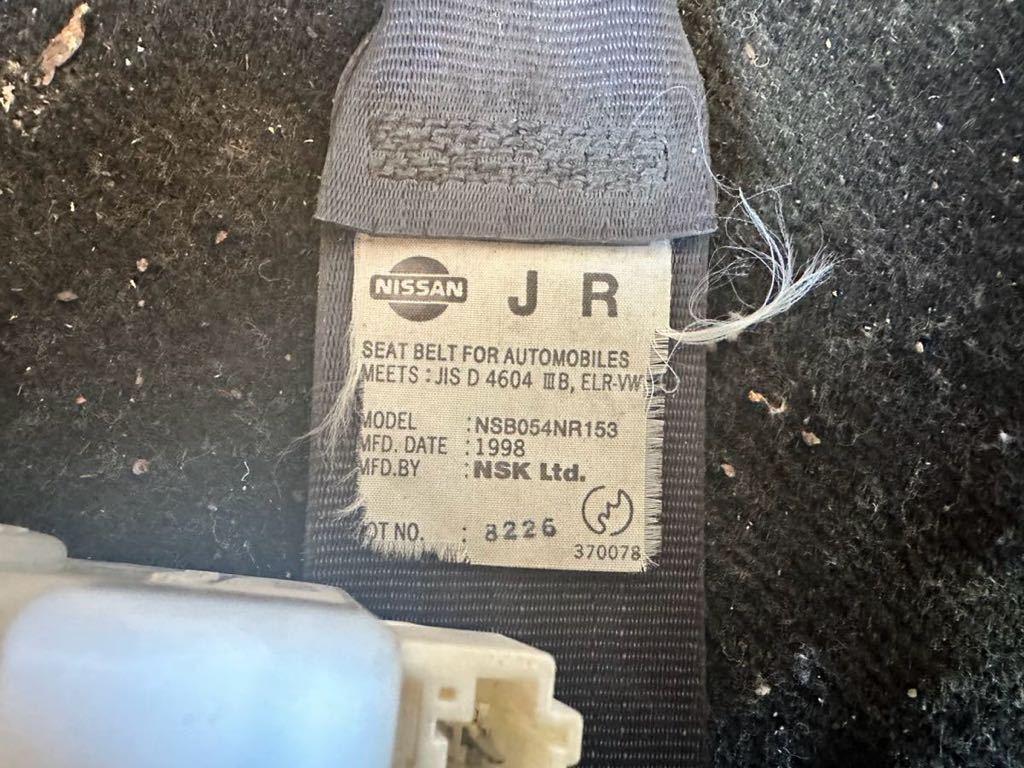 NISSAN J R
SEAT BELT FOR AUTOMOBILES
MEETS : JIS D 4604 ⅢB, ELR-VW
MODEL : NSB054NR153
MFD. DATE : 1998
MFD.BY : NSK Ltd.
OT NO. : 8226
370078